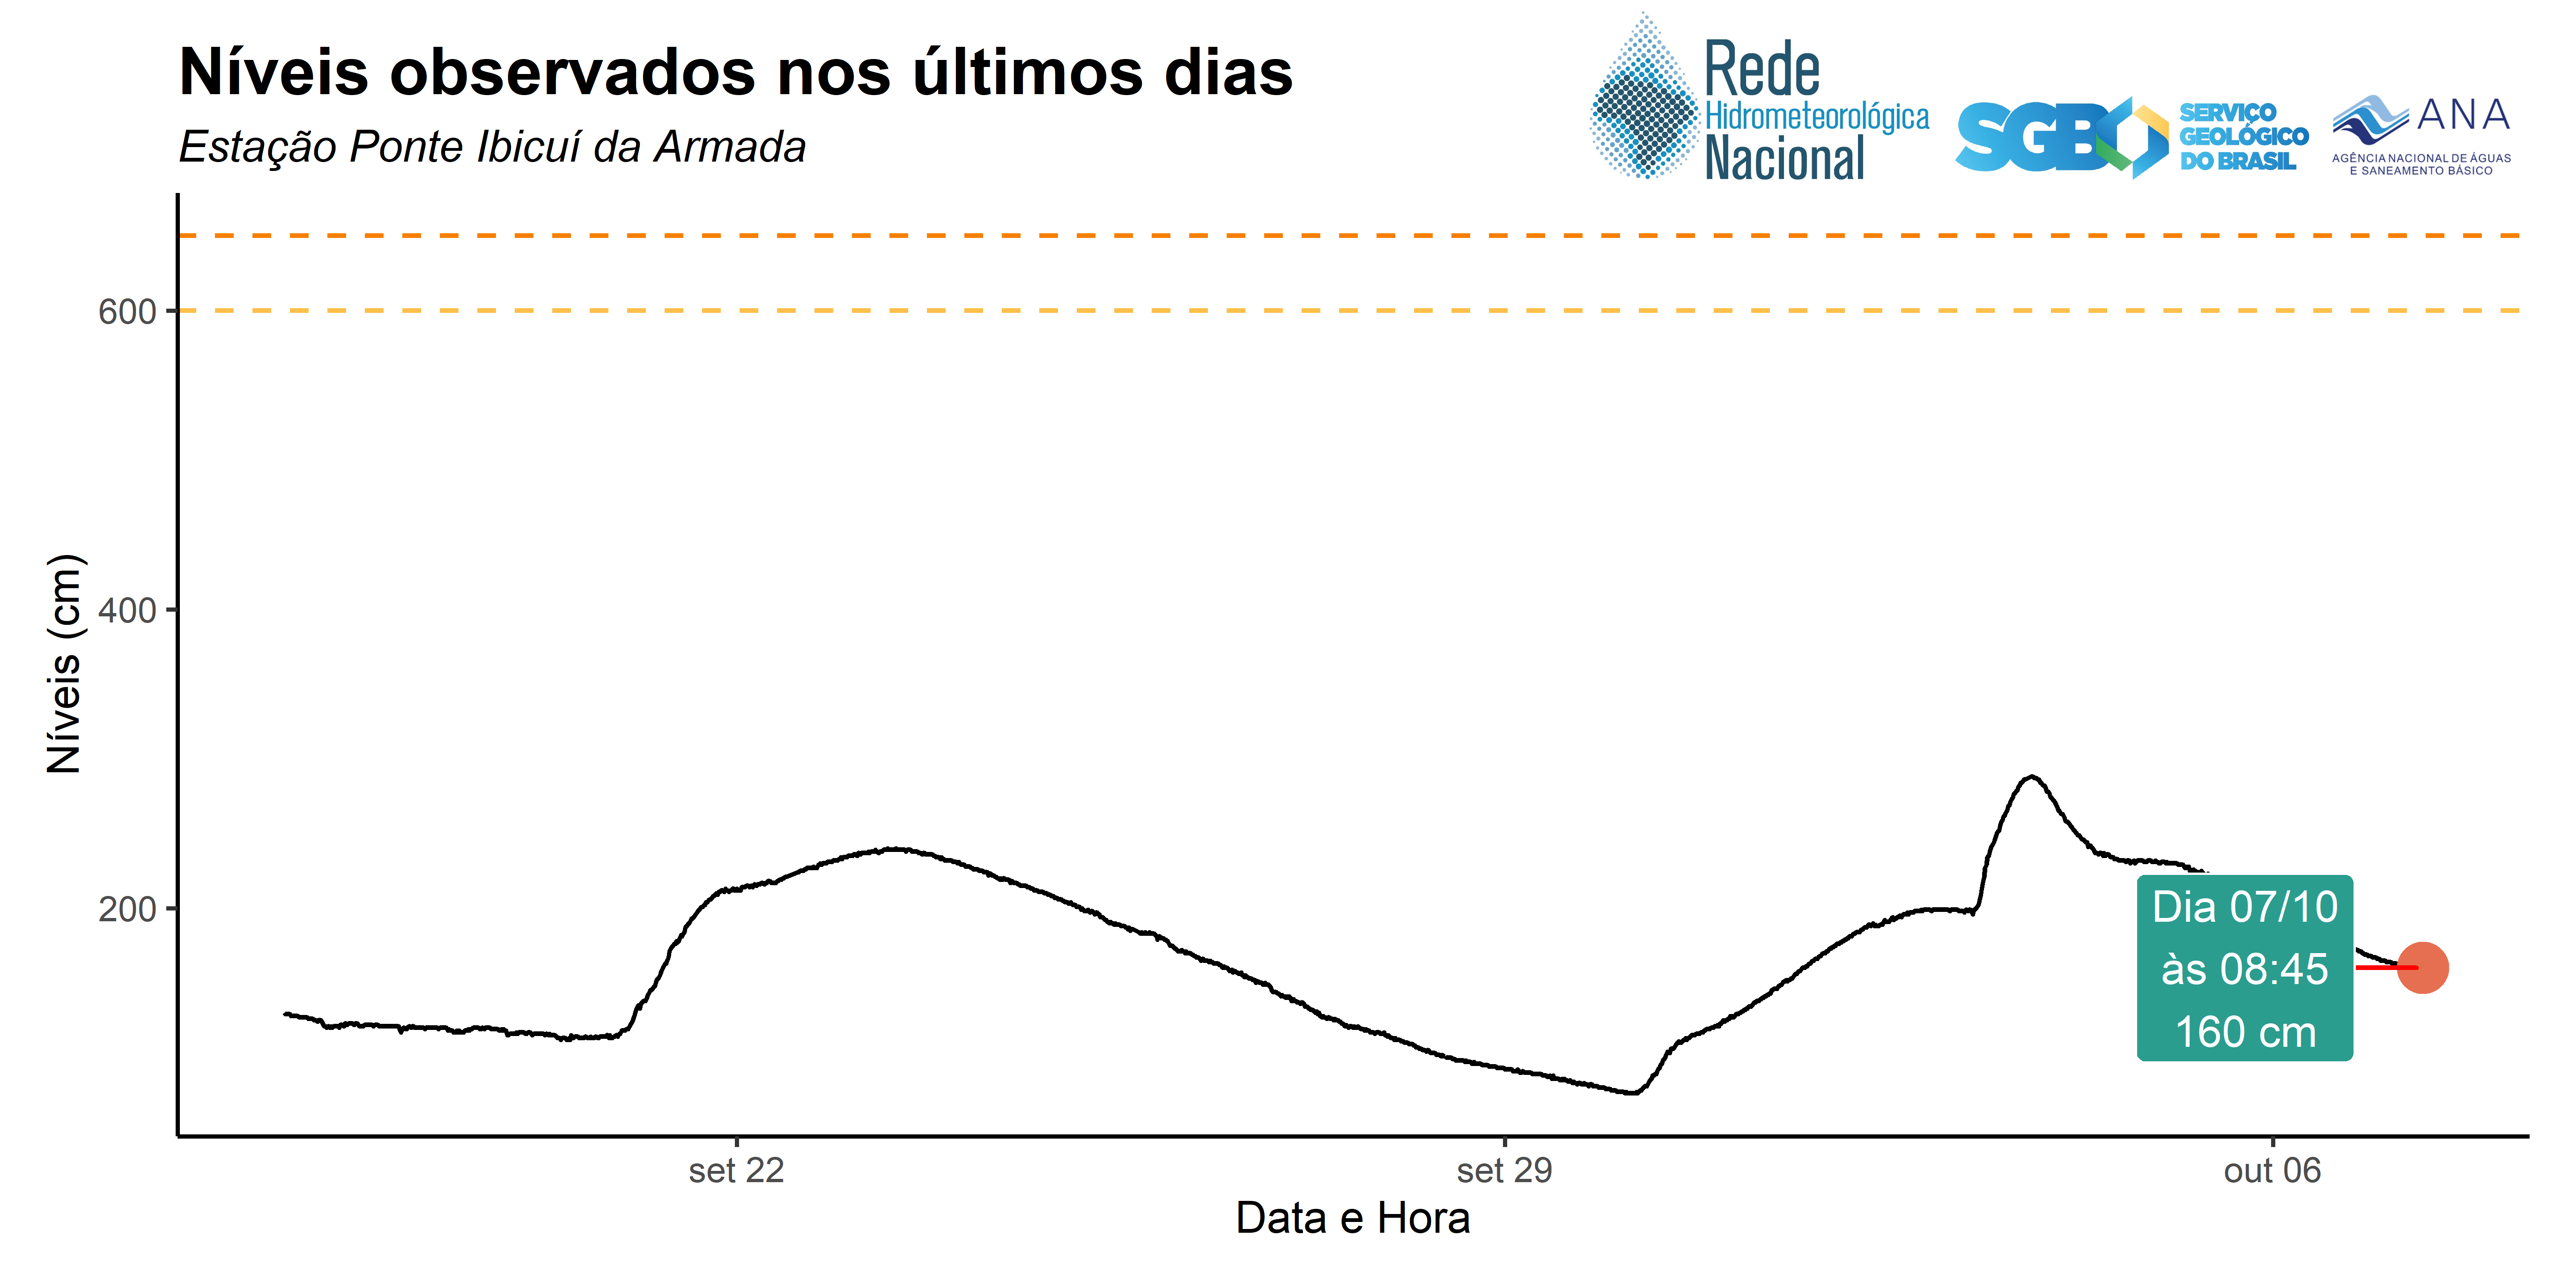 Níveis observados nos últimos dias
Estação Ponte Ibicuí da Armada
Rede
Hidrometeorológica
Nacional
SGB
SERVIÇO
GEOLÓGICO
DO BRASIL
ANA
AGÊNCIA NACIONAL DE ÁGUAS
E SANEAMENTO BÁSICO
Níveis (cm)
600
400
200
Dia 07/10
às 08:45
160 cm
set 22
set 29
out 06
Data e Hora